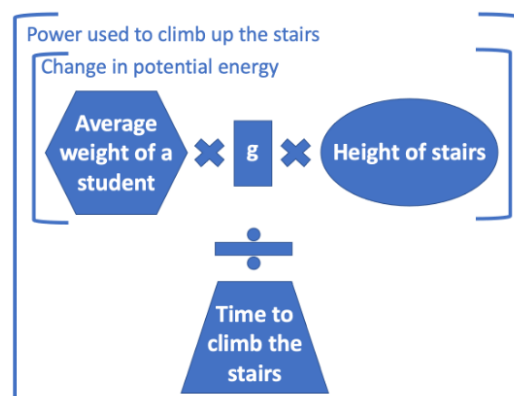 Power used to climb up the stairs
Change in potential energy
Average
weight of a
student
g
Height of stairs
Time to
climb the
stairs